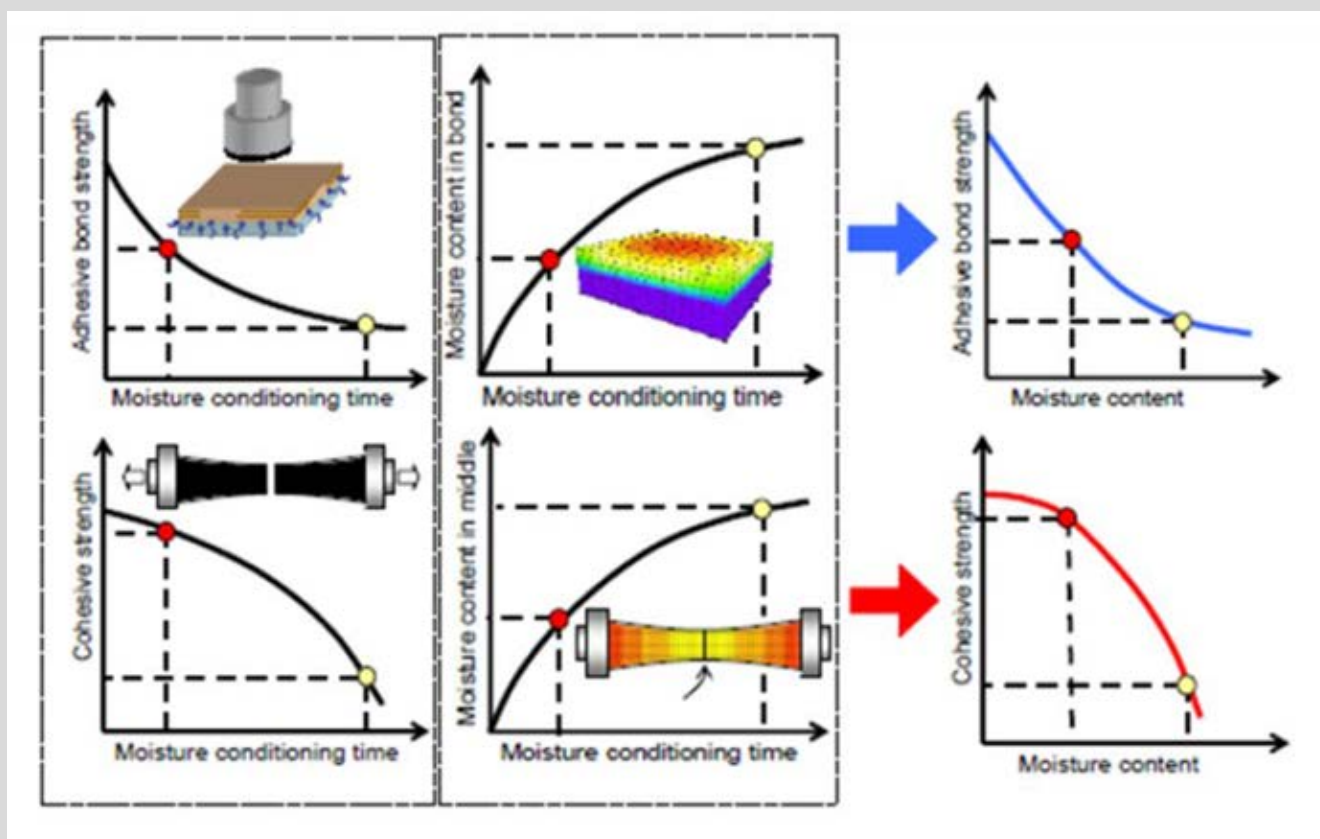 Adhesive bond strength
Moisture conditioning time
Moisture content in bond
Moisture conditioning time
Adhesive bond strength
Moisture content
Cohesive strength
Moisture conditioning time
Moisture content in middle
Moisture conditioning time
Cohesive strength
Moisture content